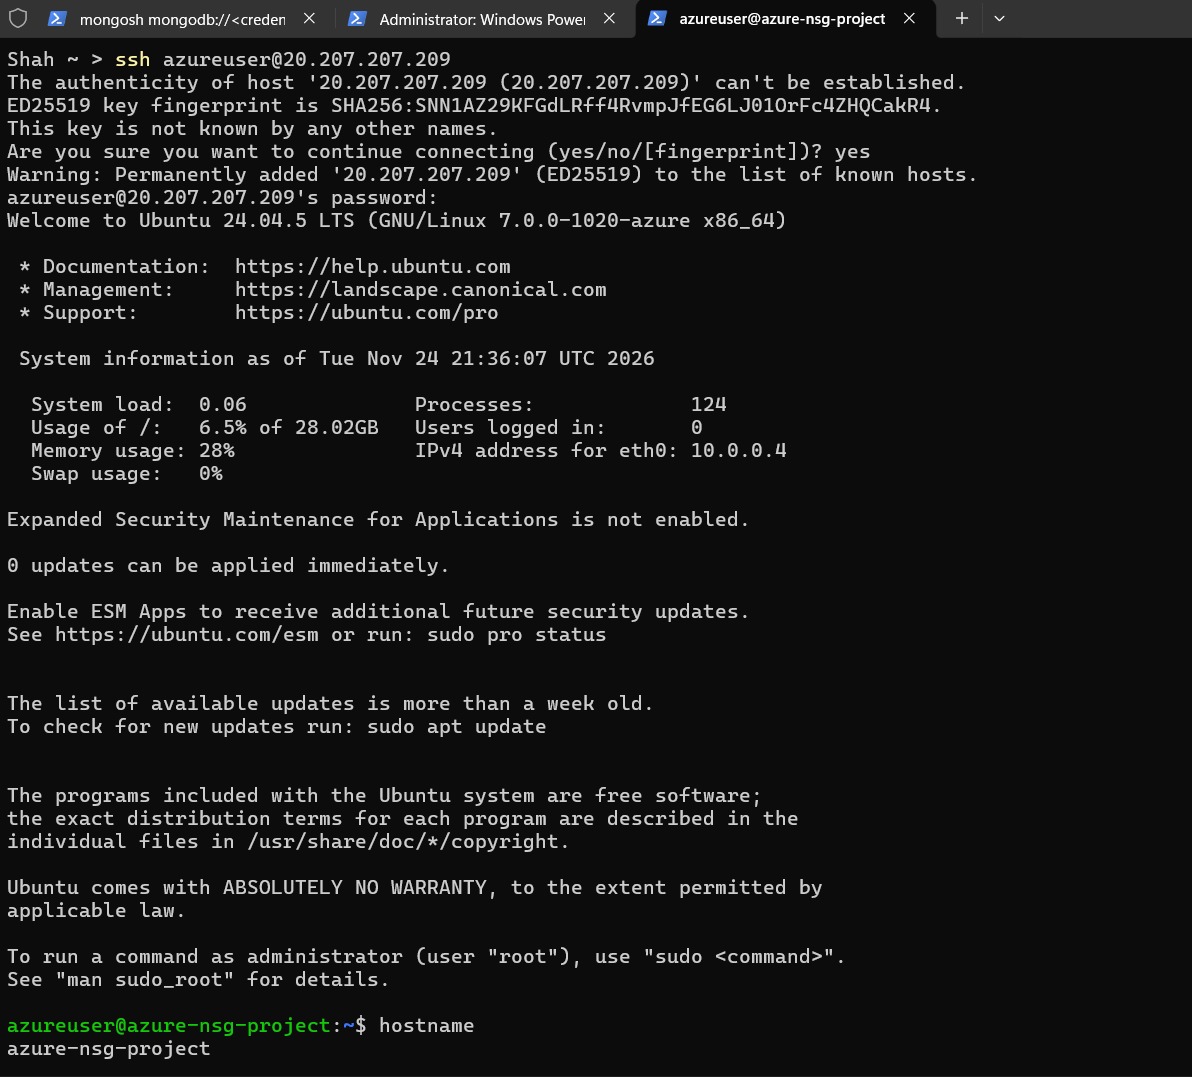 mongosh mongodb://<creder
Administrator: Windows Power
azureuser@azure-nsg-project
Shah ~ > ssh azureuser@20.207.207.209
The authenticity of host '20.207.207.209 (20.207.207.209)' can't be established.
ED25519 key fingerprint is SHA256:SNN1AZ29KFGdLRff4RvmpJfEG6LJ01OrFc4ZHQCakR4.
This key is not known by any other names.
Are you sure you want to continue connecting (yes/no/[fingerprint])? yes
Warning: Permanently added '20.207.207.209' (ED25519) to the list of known hosts.
azureuser@20.207.207.209's password:
Welcome to Ubuntu 24.04.5 LTS (GNU/Linux 7.0.0-1020-azure x86_64)
* Documentation:  https://help.ubuntu.com
* Management:     https://landscape.canonical.com
* Support:        https://ubuntu.com/pro
System information as of Tue Nov 24 21:36:07 UTC 2026
System load:  0.06              Processes:             124
Usage of /:   6.5% of 28.02GB   Users logged in:       0
Memory usage: 28%               IPv4 address for eth0: 10.0.0.4
Swap usage:   0%
Expanded Security Maintenance for Applications is not enabled.
0 updates can be applied immediately.
Enable ESM Apps to receive additional future security updates.
See https://ubuntu.com/esm or run: sudo pro status
The list of available updates is more than a week old.
To check for new updates run: sudo apt update
The programs included with the Ubuntu system are free software;
the exact distribution terms for each program are described in the
individual files in /usr/share/doc/*/copyright.
Ubuntu comes with ABSOLUTELY NO WARRANTY, to the extent permitted by
applicable law.
To run a command as administrator (user "root"), use "sudo <command>".
See "man sudo_root" for details.
azureuser@azure-nsg-project:~$ hostname
azure-nsg-project